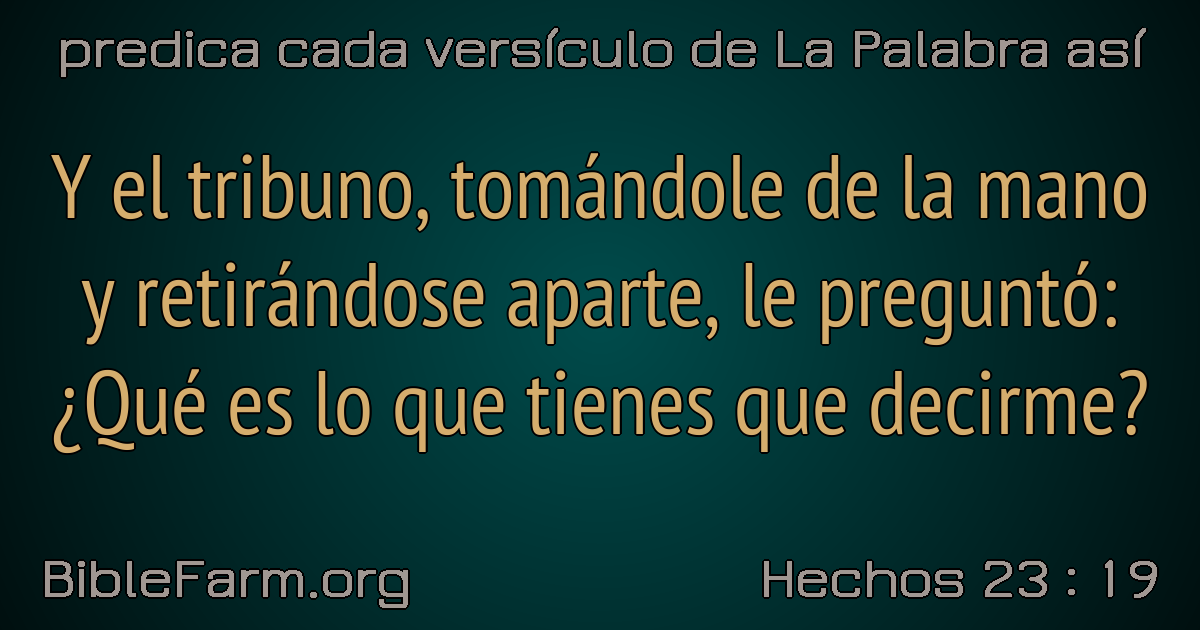 predica cada versículo de La Palabra así
Y el tribuno, tomándole de la mano
y retirándose aparte, le preguntó:
¿Qué es lo que tienes que decirme?
BibleFarm.org
Hechos 23 : 19